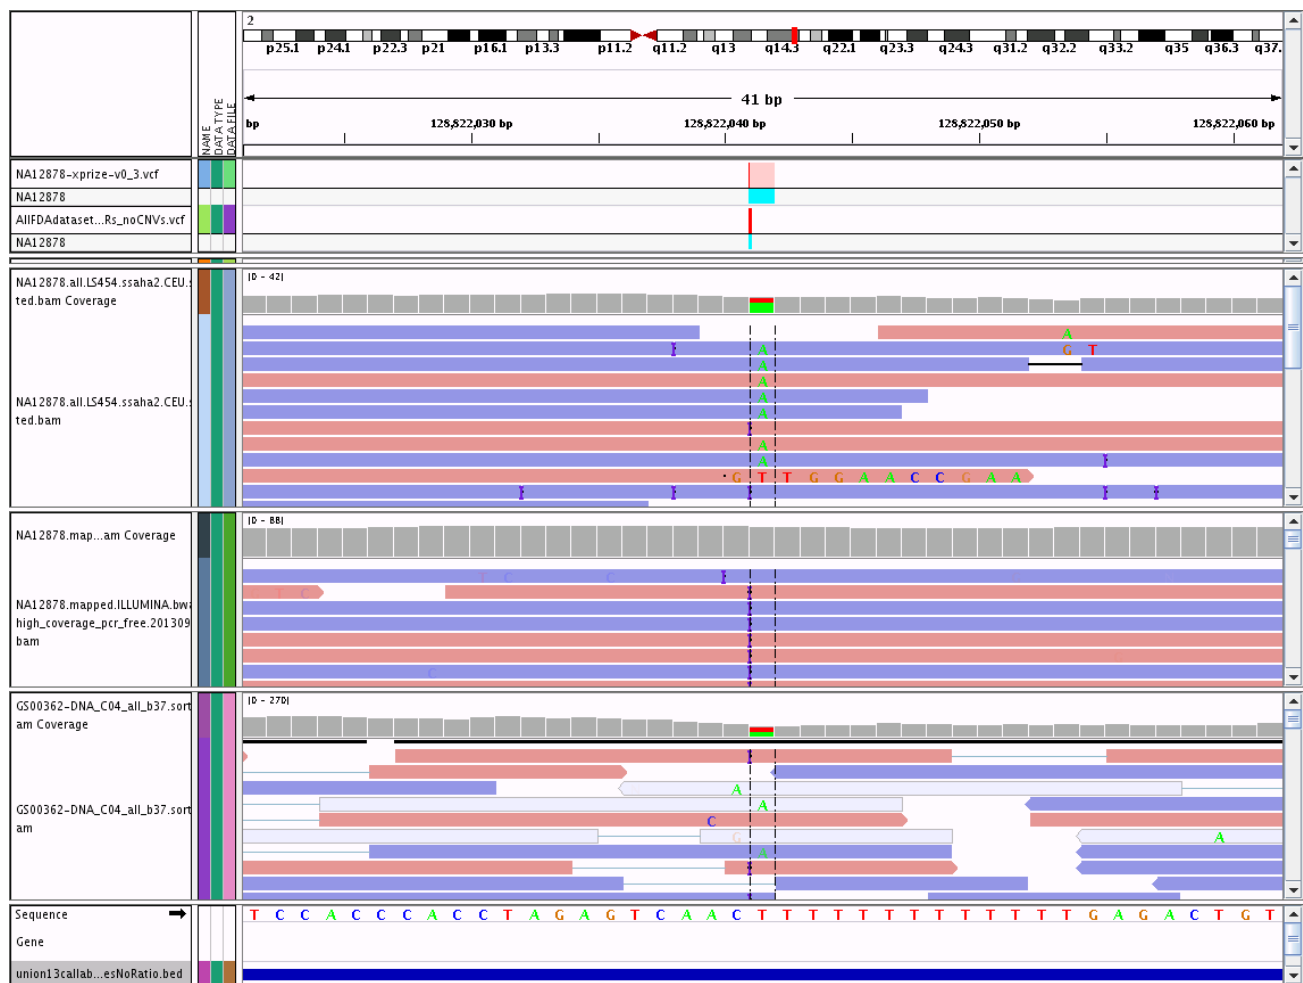 2
p25.1 p24.1 p22.3 p21 p16.1 p13.3 p11.2 q11.2 q13 q14.3 q22.1 q23.3 q24.3 q31.2 q32.2 q33.2 q35 q36.3 q37.
41 bp
NAME
DATA TYPE
DATA FILE
bp 128,822,030 bp 128,822,040 bp 128,822,050 bp 128,822,060 bp
NA12878-xprize-v0_3.vcf
NA12878
AllFDAdataset...Rs_noCNVs.vcf
NA12878
NA12878.all.LS454.ssaha2.CEU.s
ted.bam Coverage
[0 - 42]
A
A G T
A
A
A
A
NA12878.all.LS454.ssaha2.CEU.s
ted.bam
A
A
G T T G G A A C C G A A
NA12878.map...am Coverage
[0 - 88]
T C C
T C
NA12878.mapped.ILLUMINA.bwa
high_coverage_pcr_free.201309
bam
C
GS00362-DNA_C04_all_b37.sort
am Coverage
[0 - 270]
A
A
GS00362-DNA_C04_all_b37.sort
am
C
G A
A
Sequence T C C A C C C A C C T A G A G T C A A C T T T T T T T T T T T T T G A G A C T G T
Gene
union13callab...esNoRatio.bed